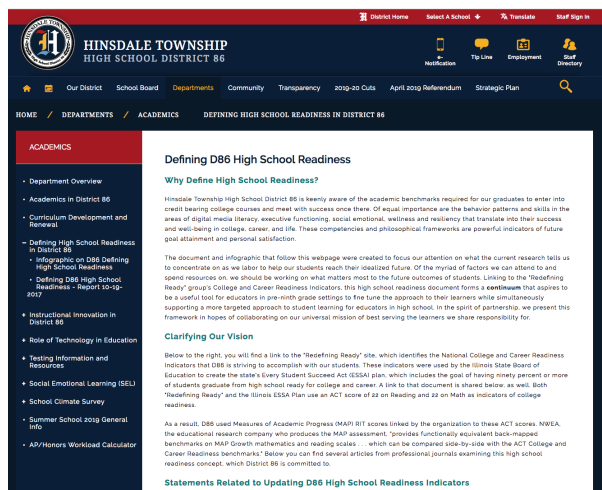 District Home Select A School Translate Staff Sign In
HINSDALE TOWNSHIP
HIGH SCHOOL DISTRICT 86
e-Notification Tip Line Employment Staff Directory
Our District School Board Departments Community Transparency 2019-20 Cuts April 2019 Referendum Strategic Plan
HOME / DEPARTMENTS / ACADEMICS DEFINING HIGH SCHOOL READINESS IN DISTRICT 86
ACADEMICS
• Department Overview
• Academics in District 86
• Curriculum Development and
Renewal
– Defining High School Readiness
in District 86
• Infographic on D86 Defining
High School Readiness
• Defining D86 High School
Readiness - Report 10-19-
2017
+ Instructional Innovation in
District 86
+ Role of Technology in Education
+ Testing Information and
Resources
+ Social Emotional Learning (SEL)
+ School Climate Survey
• Summer School 2019 General
Info
• AP/Honors Workload Calculator
Defining D86 High School Readiness
Why Define High School Readiness?
Hinsdale Township High School District 86 is keenly aware of the academic benchmarks required for our graduates to enter into
credit bearing college courses and meet with success once there. Of equal importance are the behavior patterns and skills in the
areas of digital media literacy, executive functioning, social emotional, wellness and resiliency that translate into their success
and well-being in college, career, and life. These competencies and philosophical frameworks are powerful indicators of future
goal attainment and personal satisfaction.
The document and infographic that follow this webpage were created to focus our attention on what the current research tells us
to concentrate on as we labor to help our students reach their idealized future. Of the myriad of factors we can attend to and
spend resources on, we should be working on what matters most to the future outcomes of students. Linking to the "Redefining
Ready" group's College and Career Readiness Indicators, this high school readiness document forms a continuum that aspires to
be a useful tool for educators in pre-ninth grade settings to fine tune the approach to their learners while simultaneously
supporting a more targeted approach to student learning for educators in high school. In the spirit of partnership, we present this
framework in hopes of collaborating on our universal mission of best serving the learners we share responsibility for.
Clarifying Our Vision
Below to the right, you will find a link to the "Redefining Ready" site, which identifies the National College and Career Readiness
Indicators that D86 is striving to accomplish with our students. These indicators were used by the Illinois State Board of
Education to create the state's Every Student Succeed Act (ESSA) plan, which includes the goal of having ninety percent or more
of students graduate from high school ready for college and career. A link to that document is shared below, as well. Both
"Redefining Ready" and the Illinois ESSA Plan use an ACT score of 22 on Reading and 22 on Math as indicators of college
readiness.
As a result, D86 used Measures of Academic Progress (MAP) RIT scores linked by the organization to these ACT scores. NWEA,
the educational research company who produces the MAP assessment, "provides functionally equivalent back-mapped
benchmarks on MAP Growth mathematics and reading scales . . . which can be compared side-by-side with the ACT College and
Career Readiness benchmarks." Below you can find several articles from professional journals examining this high school
readiness concept, which District 86 is committed to.
Statements Related to Updating D86 High School Readiness Indicators